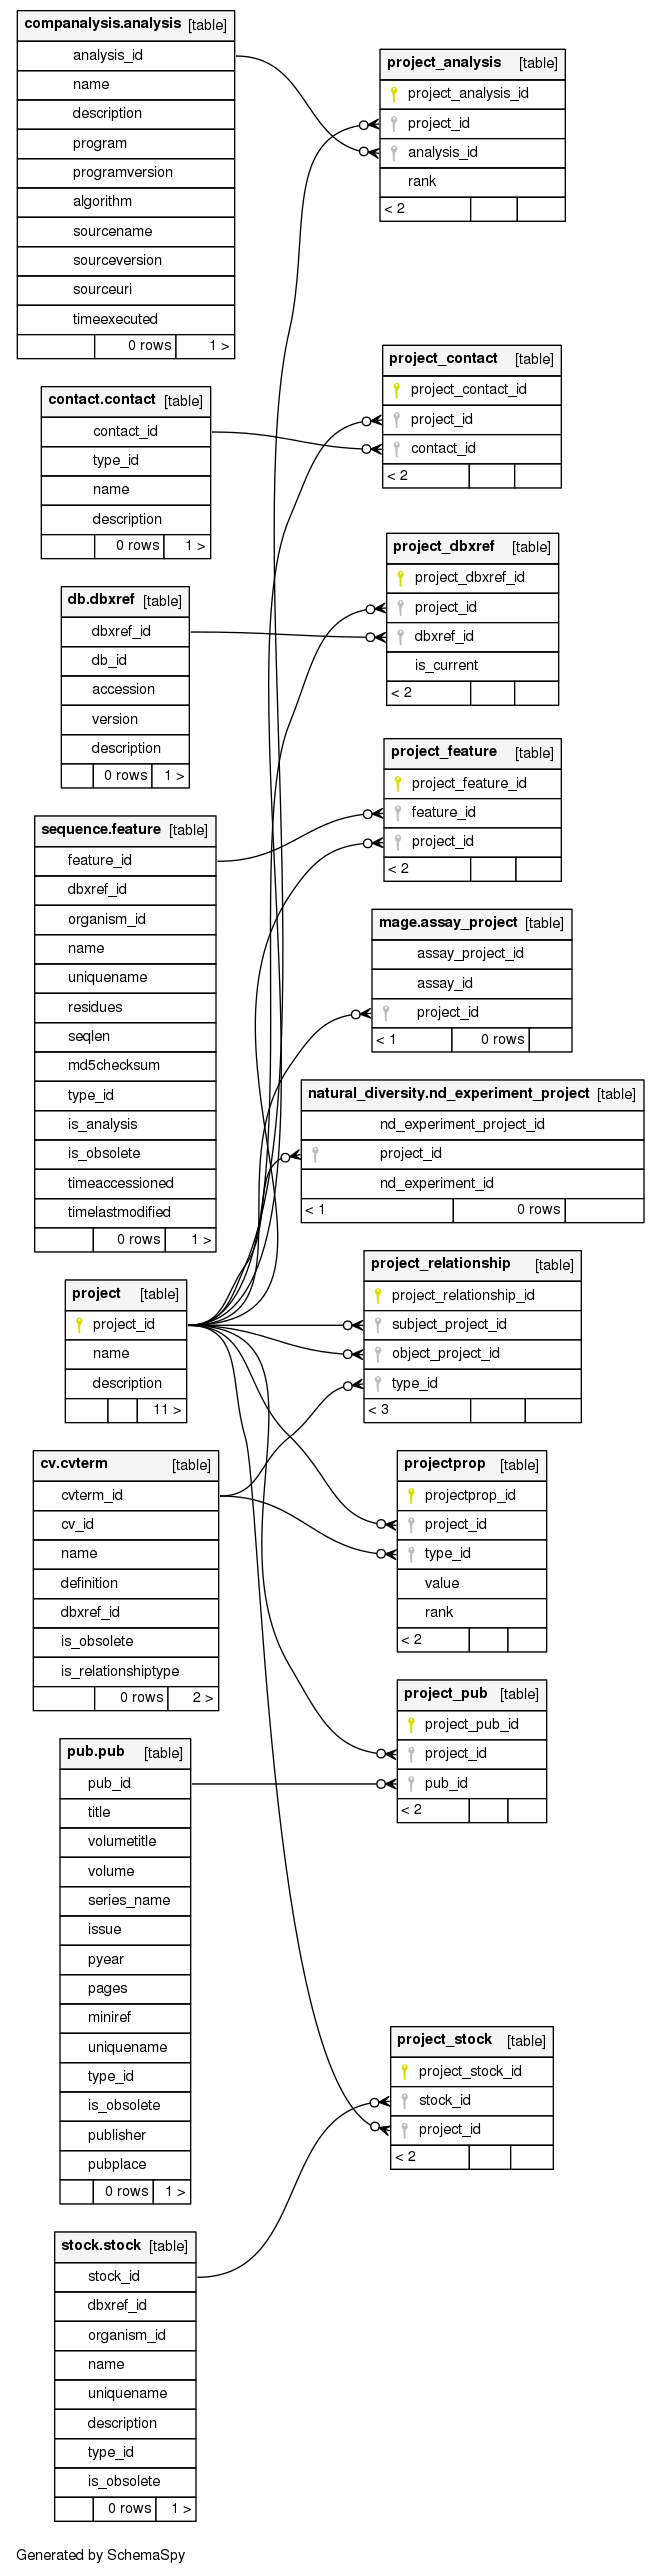 companalysis.analysis [table]
analysis_id
name
description
program
programversion
algorithm
sourcename
sourceversion
sourceuri
timeexecuted
0 rows 1 >
project_analysis [table]
project_analysis_id
project_id
analysis_id
rank
< 2
contact.contact [table]
contact_id
type_id
name
description
0 rows 1 >
project_contact [table]
project_contact_id
project_id
contact_id
< 2
db.dbxref [table]
dbxref_id
db_id
accession
version
description
0 rows 1 >
project_dbxref [table]
project_dbxref_id
project_id
dbxref_id
is_current
< 2
sequence.feature [table]
feature_id
dbxref_id
organism_id
name
uniquename
residues
seqlen
md5checksum
type_id
is_analysis
is_obsolete
timeaccessioned
timelastmodified
0 rows 1 >
project_feature [table]
project_feature_id
feature_id
project_id
< 2
mage.assay_project [table]
assay_project_id
assay_id
project_id
< 1 0 rows
natural_diversity.nd_experiment_project [table]
nd_experiment_project_id
project_id
nd_experiment_id
< 1 0 rows
project [table]
project_id
name
description
11 >
project_relationship [table]
project_relationship_id
subject_project_id
object_project_id
type_id
< 3
cv.cvterm [table]
cvterm_id
cv_id
name
definition
dbxref_id
is_obsolete
is_relationshiptype
0 rows 2 >
projectprop [table]
projectprop_id
project_id
type_id
value
rank
< 2
project_pub [table]
project_pub_id
project_id
pub_id
< 2
pub.pub [table]
pub_id
title
volumetitle
volume
series_name
issue
pyear
pages
miniref
uniquename
type_id
is_obsolete
publisher
pubplace
0 rows 1 >
project_stock [table]
project_stock_id
stock_id
project_id
< 2
stock.stock [table]
stock_id
dbxref_id
organism_id
name
uniquename
description
type_id
is_obsolete
0 rows 1 >
Generated by SchemaSpy